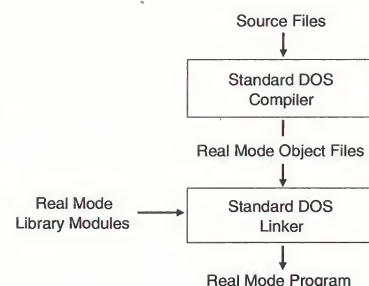 Source Files
Standard DOS
Compiler
Real Mode Object Files
Real Mode
Library Modules
Standard DOS
Linker
Real Mode Program